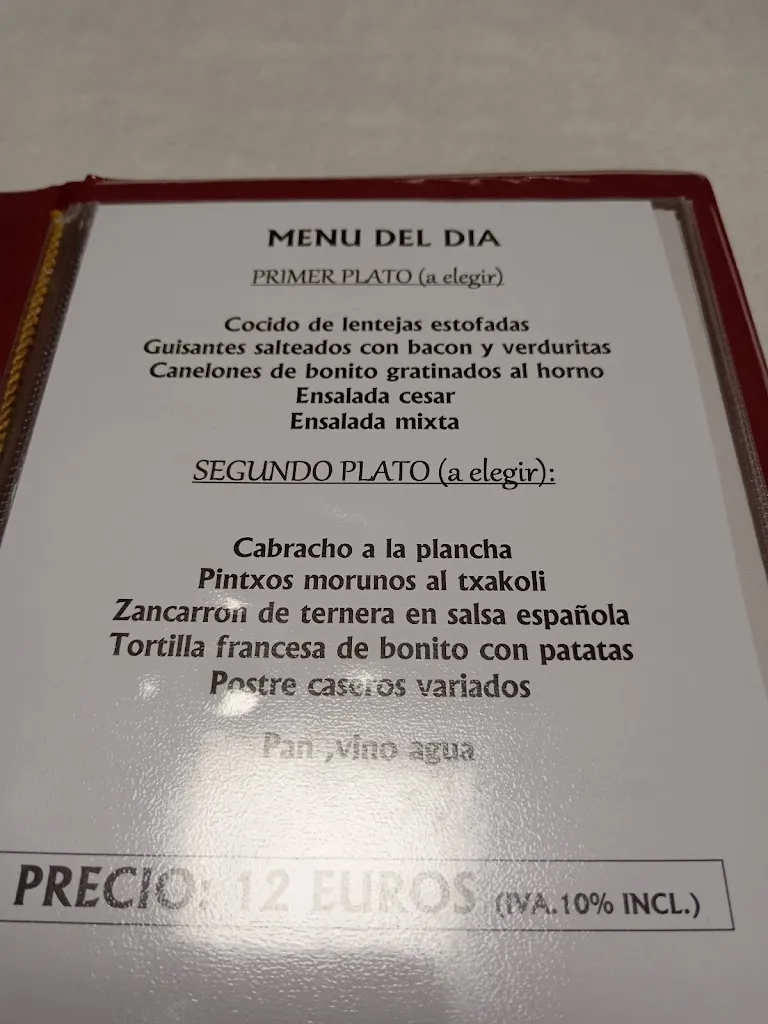 MENU DEL DIA
PRIMER PLATO (a elegir)
Cocido de lentejas estofadas
Guisantes salteados con bacon y verduritas
Canelones de bonito gratinados al horno
Ensalada cesar
Ensalada mixta
SEGUNDO PLATO (a elegir):
Cabracho a la plancha
Pintxos morunos al txakoli
Zancarron de ternera en salsa española
Tortilla francesa de bonito con patatas
Postre caseros variados
Pan ,vino agua
PRECIO: 12 EUROS (IVA.10% INCL.)